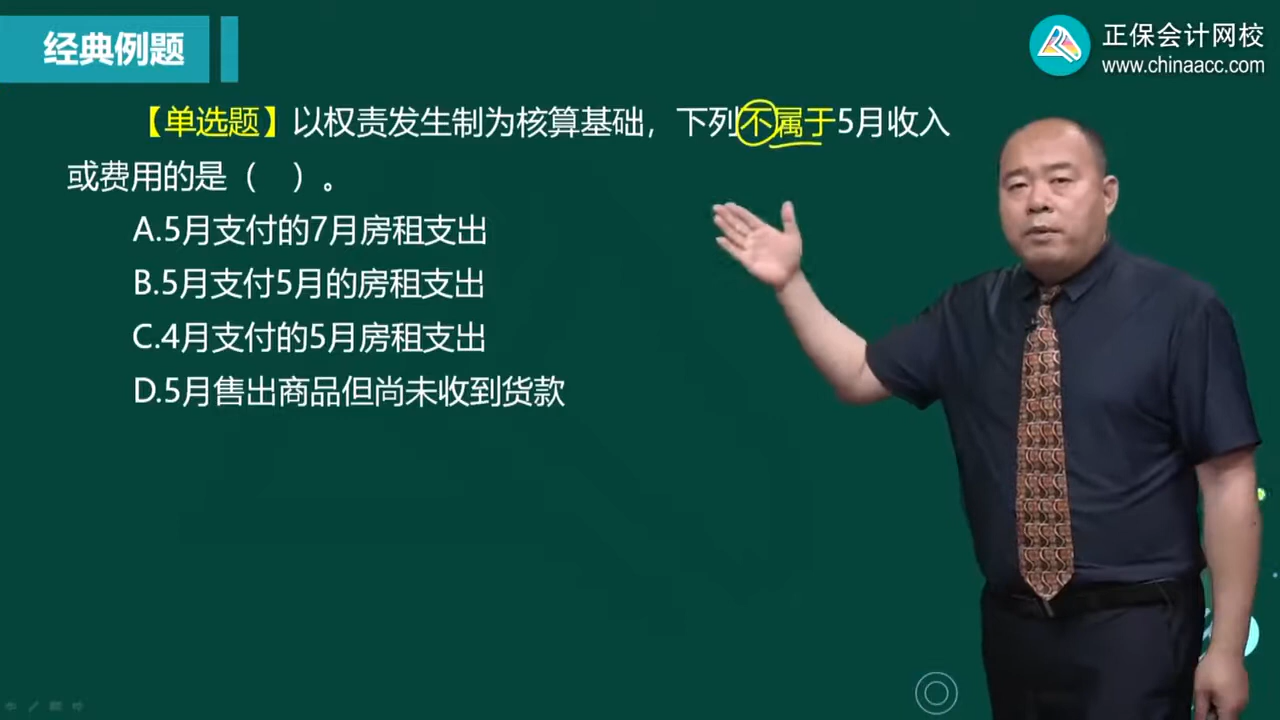 经典例题
正保会计网校
www.chinaacc.com
【单选题】以权责发生制为核算基础，下列不属于5月收入
或费用的是（　）。
A.5月支付的7月房租支出
B.5月支付5月的房租支出
C.4月支付的5月房租支出
D.5月售出商品但尚未收到货款